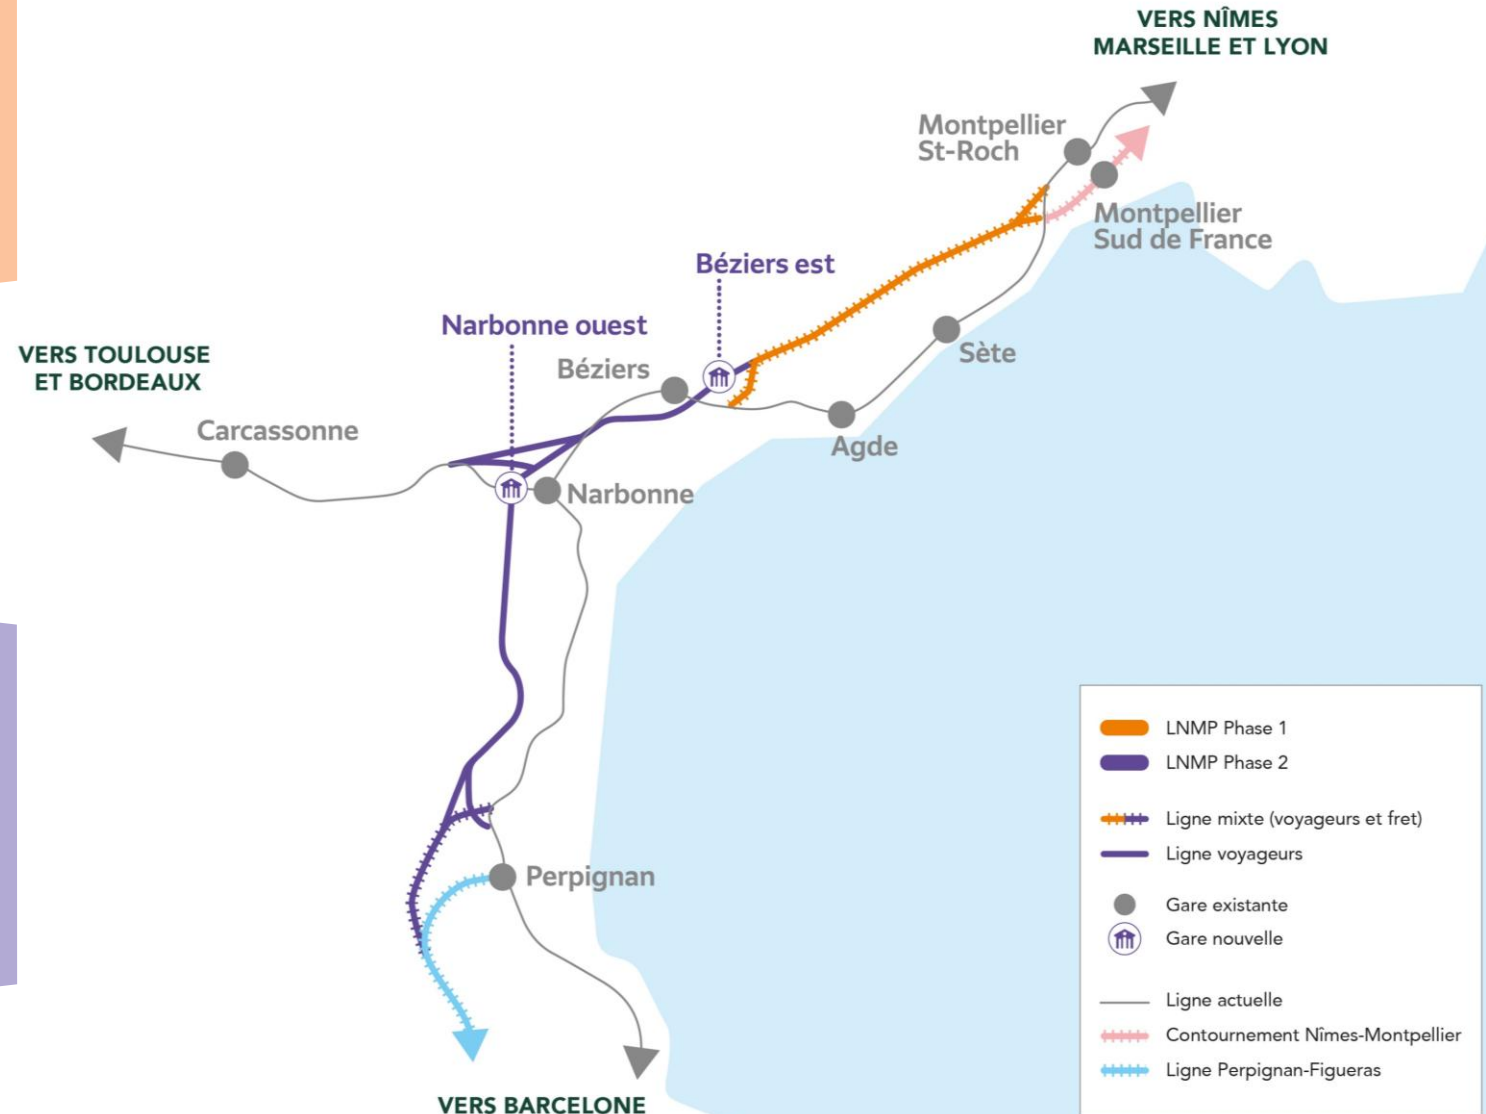 VERS NÎMES
MARSEILLE ET LYON
Montpellier
St-Roch
Montpellier
Sud de France
Béziers est
Narbonne ouest
VERS TOULOUSE
ET BORDEAUX
Béziers
Sète
Carcassonne
Agde
Narbonne
Perpignan
VERS BARCELONE
LNMP Phase 1
LNMP Phase 2
Ligne mixte (voyageurs et fret)
Ligne voyageurs
Gare existante
Gare nouvelle
Ligne actuelle
Contournement Nîmes-Montpellier
Ligne Perpignan-Figueras